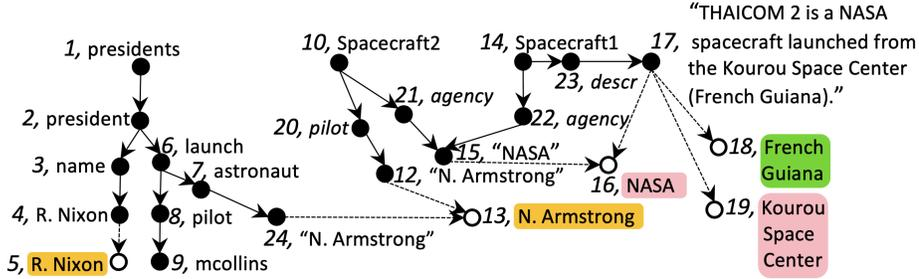 1, presidents
2, president
3, name
4, R. Nixon
5, R. Nixon
6, launch
7, astronaut
8, pilot
9, mcollins
24, “N. Armstrong”
10, Spacecraft2
21, agency
20, pilot
12, “N. Armstrong”
13, N. Armstrong
14, Spacecraft1
23, descr
22, agency
15, “NASA”
16, NASA
17,
“THAICOM 2 is a NASA
spacecraft launched from
the Kourou Space Center
(French Guiana).”
18, French
Guiana
19, Kourou
Space
Center